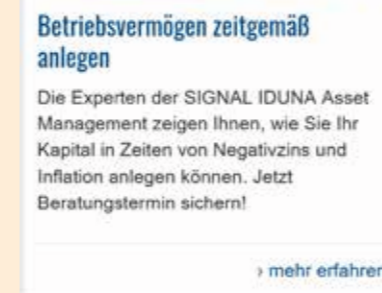 Betriebsvermögen zeitgemäß
anlegen
Die Experten der SIGNAL IDUNA Asset
Management zeigen Ihnen, wie Sie Ihr
Kapital in Zeiten von Negativzins und
Inflation anlegen können. Jetzt
Beratungstermin sichern!
› mehr erfahren